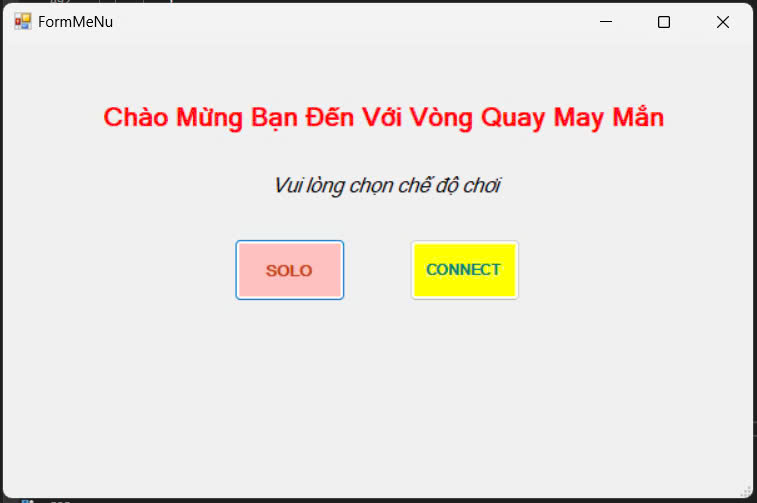 FormMeNu
Chào Mừng Bạn Đến Với Vòng Quay May Mắn
Vui lòng chọn chế độ chơi
SOLO CONNECT